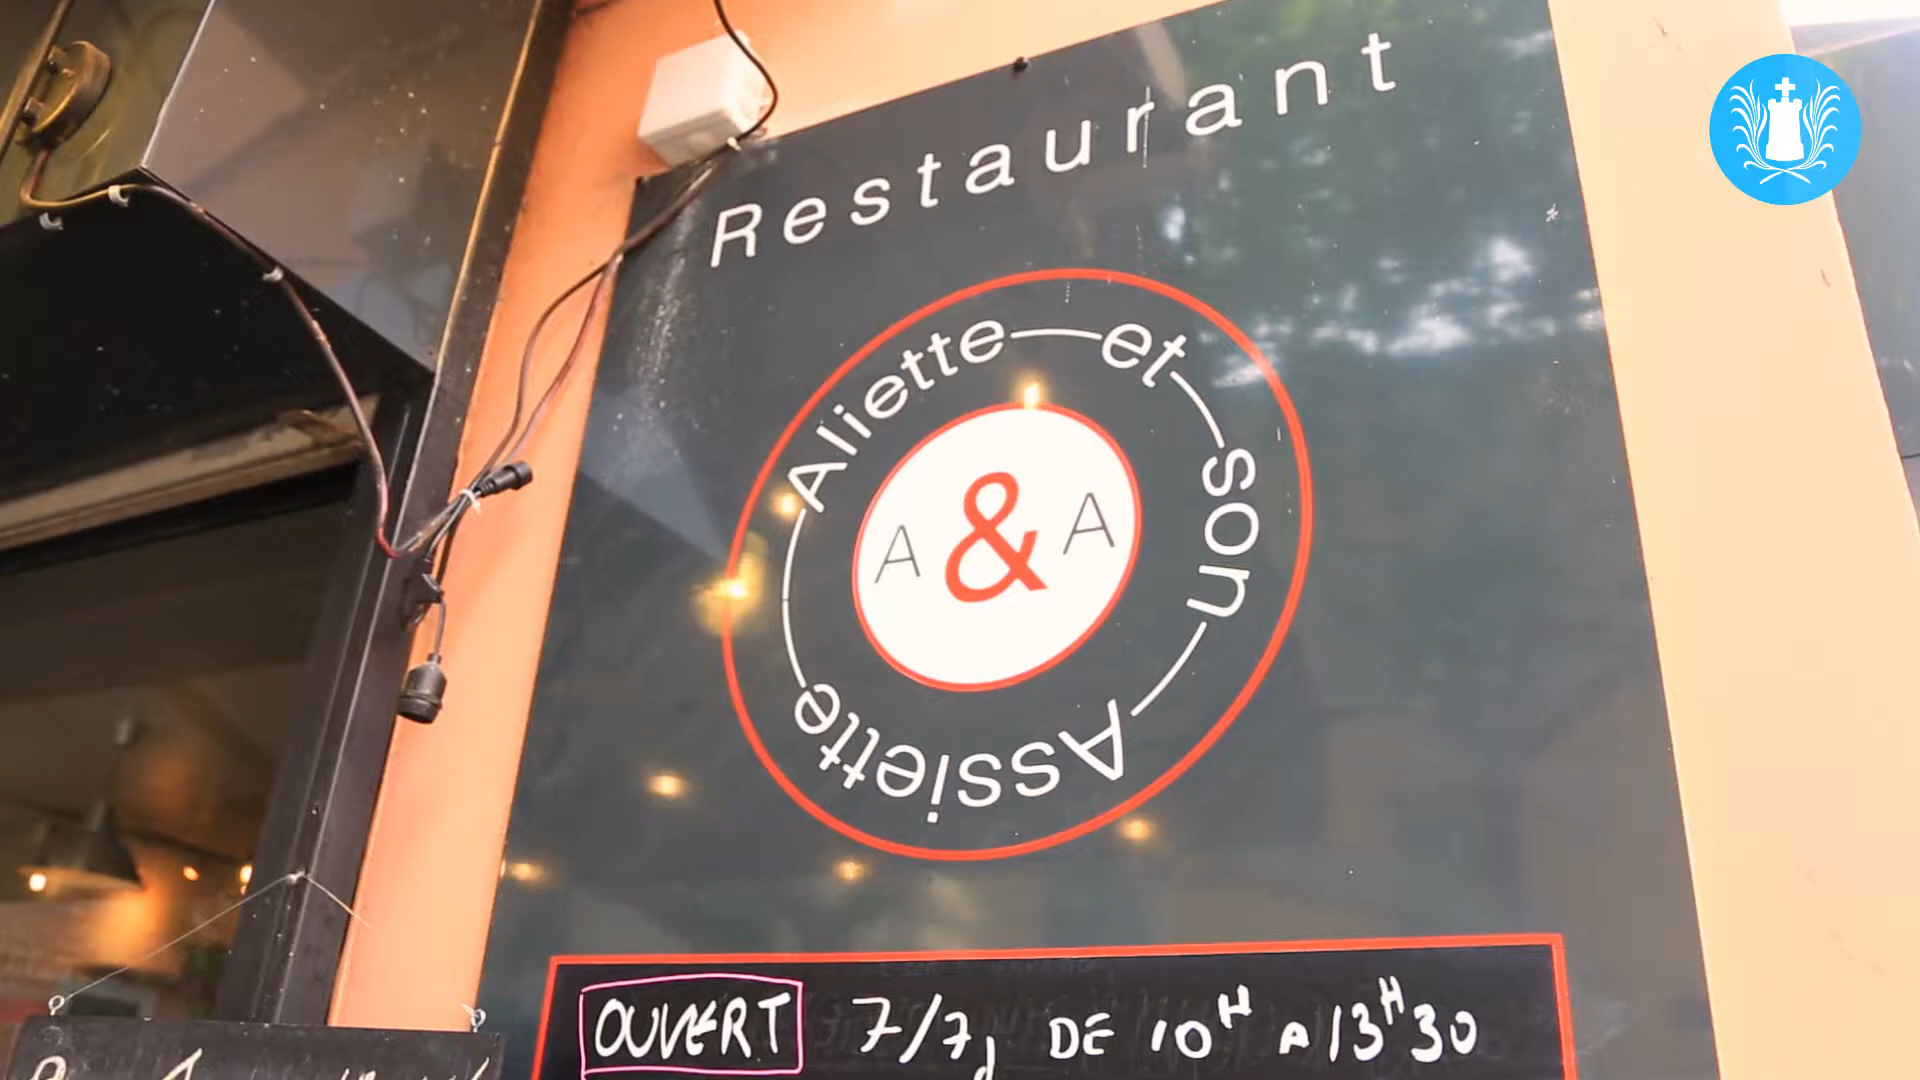 Restaurant
Aliette et son Assiette
A & A
OUVERT 7/7j DE 10H A 13H30